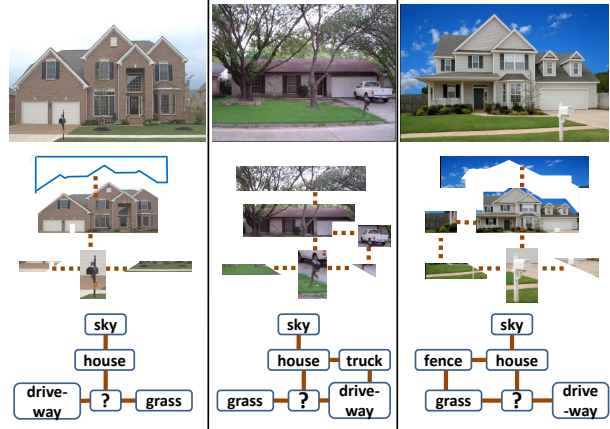 sky
house
drive-
way
?
grass
sky
house
truck
grass
?
drive-
way
sky
fence
house
grass
?
drive
-way